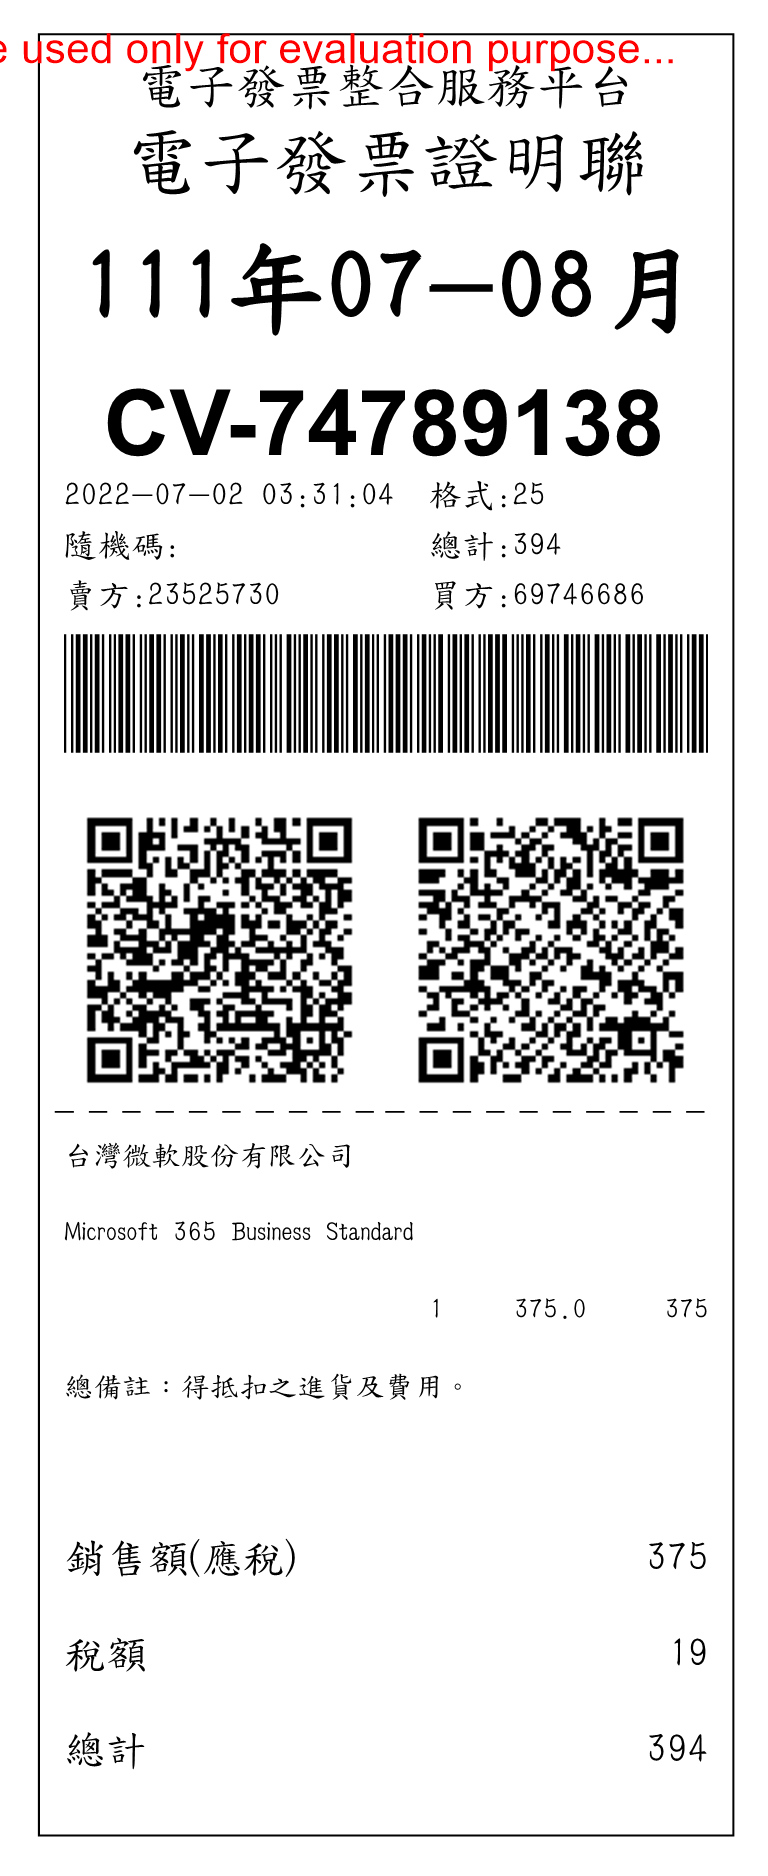 e used only for evaluation purpose...
電子發票整合服務平台
電子發票證明聯
111年07-08月
CV-74789138
2022-07-02 03:31:04 格式:25
隨機碼: 總計:394
賣方:23525730 買方:69746686
台灣微軟股份有限公司
Microsoft 365 Business Standard
1 375.0 375
總備註：得抵扣之進貨及費用。
銷售額(應稅) 375
稅額 19
總計 394